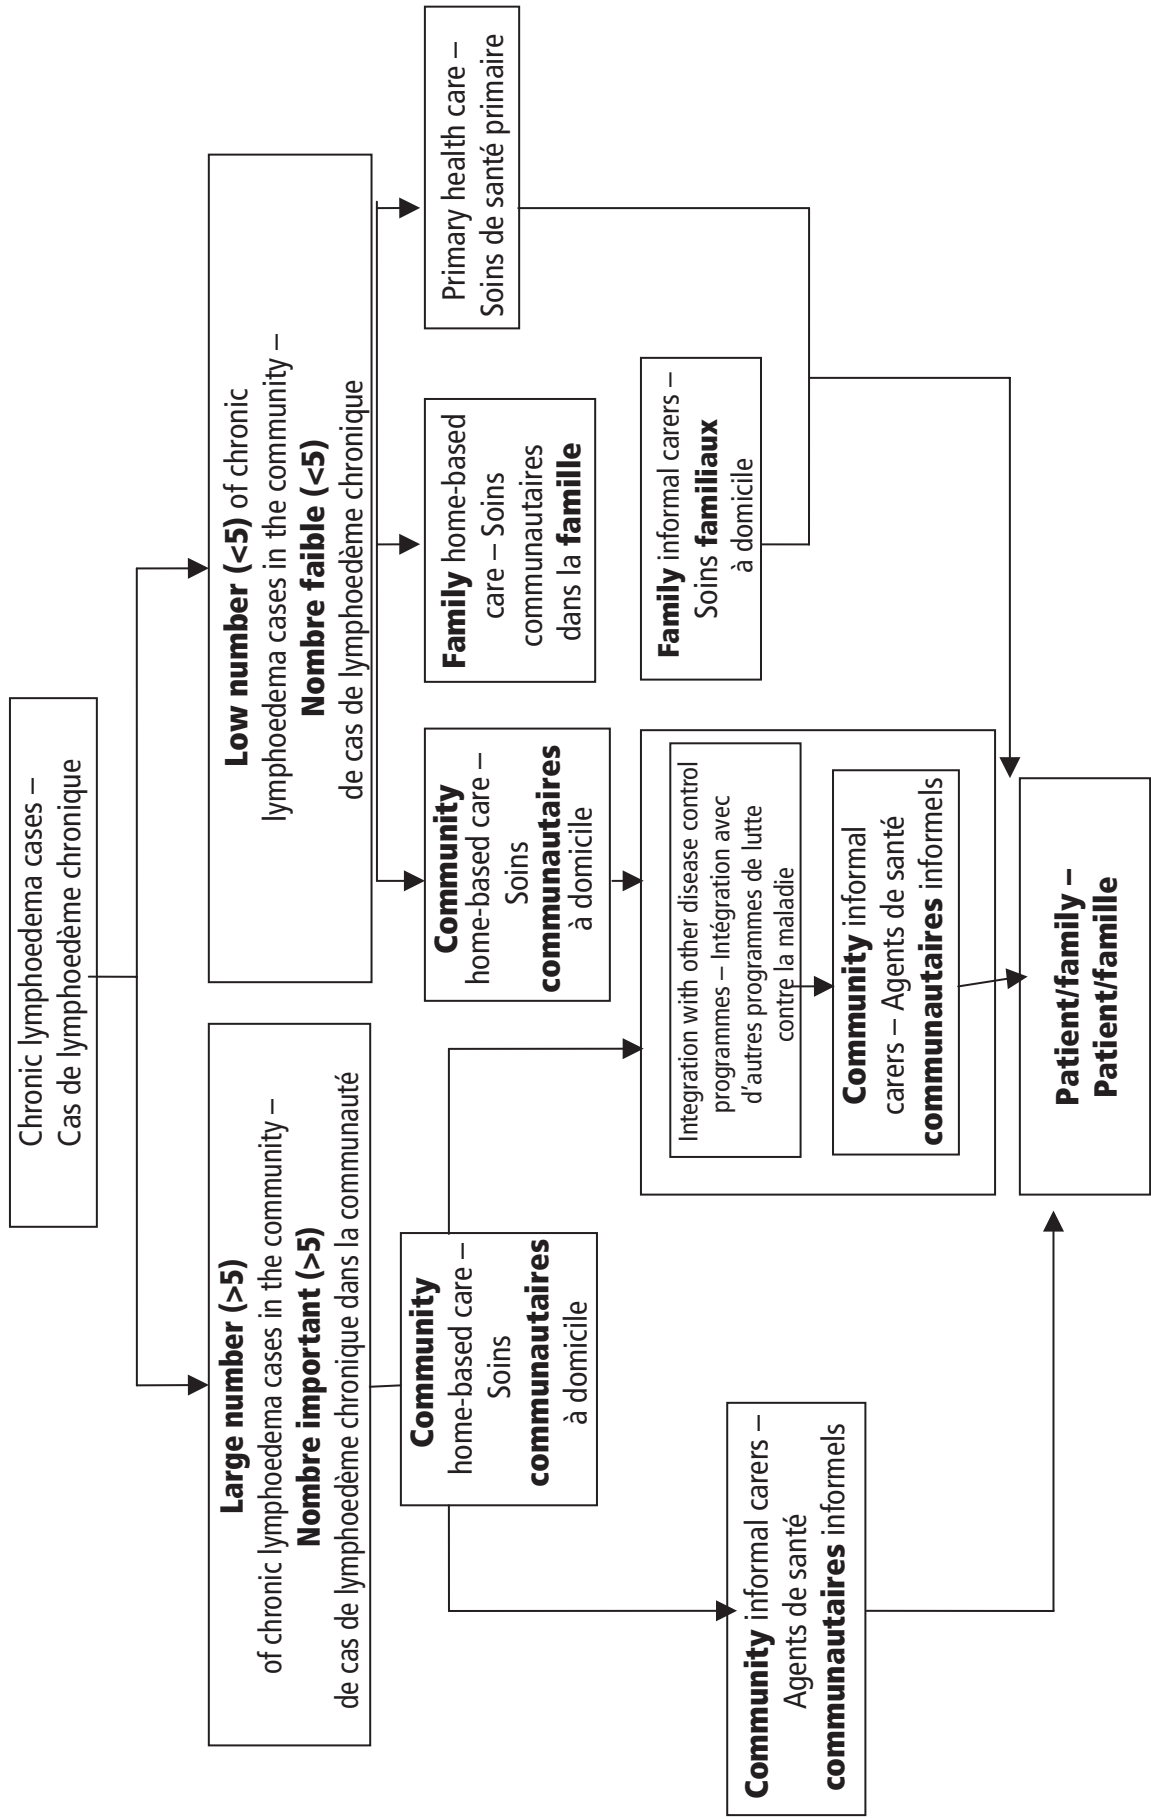 Chronic lymphoedema cases –
Cas de lymphoedème chronique
Large number (>5)
of chronic lymphoedema cases in the community –
Nombre important (>5)
de cas de lymphoedème chronique dans la communauté
Low number (<5) of chronic
lymphoedema cases in the community –
Nombre faible (<5)
de cas de lymphoedème chronique
Community
home-based care –
Soins
communautaires
à domicile
Community
home-based care –
Soins
communautaires
à domicile
Family home-based
care – Soins
communautaires
dans la famille
Primary health care –
Soins de santé primaire
Community informal carers –
Agents de santé
communautaires informels
Integration with other disease control
programmes – Intégration avec
d'autres programmes de lutte
contre la maladie
Community informal
carers – Agents de santé
communautaires informels
Family informal carers –
Soins familiaux
à domicile
Patient/family –
Patient/famille